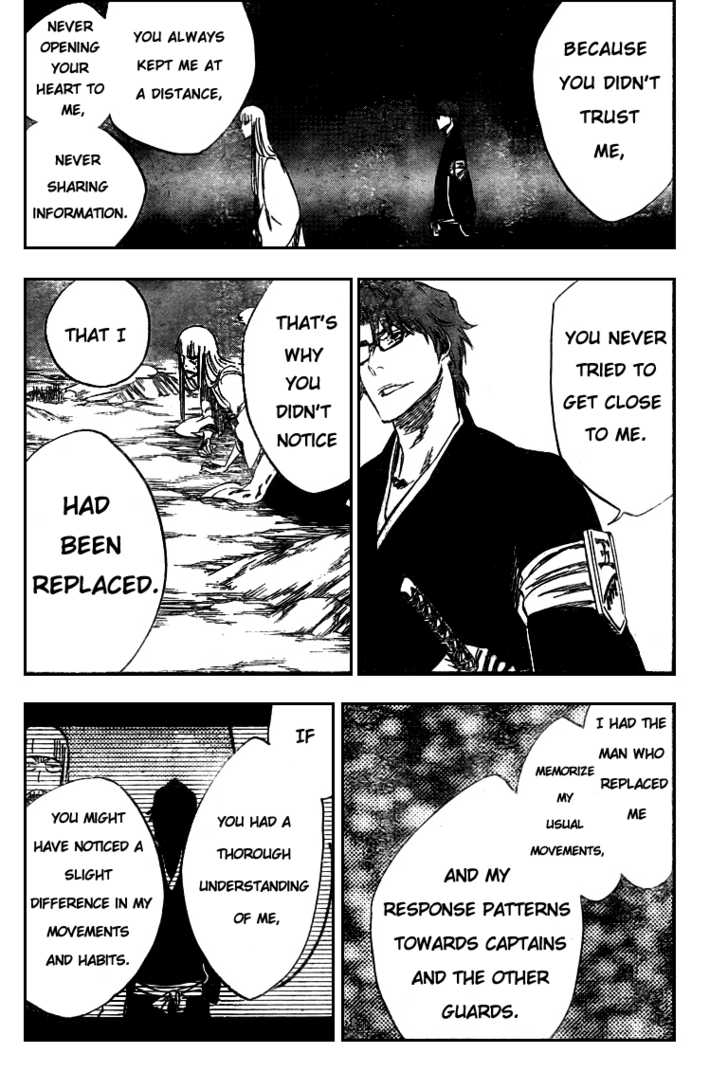 BECAUSE
YOU DIDN'T
TRUST
ME,
YOU ALWAYS
KEPT ME AT
A DISTANCE,
NEVER
OPENING
YOUR
HEART TO
ME,
NEVER
SHARING
INFORMATION.
YOU NEVER
TRIED TO
GET CLOSE
TO ME.
THAT'S
WHY
YOU
DIDN'T
NOTICE
THAT I
HAD
BEEN
REPLACED.
I HAD THE
MAN WHO
REPLACED
ME
MEMORIZE
MY
USUAL
MOVEMENTS,
AND MY
RESPONSE PATTERNS
TOWARDS CAPTAINS
AND THE OTHER
GUARDS.
IF
YOU HAD A
THOROUGH
UNDERSTANDING
OF ME,
YOU MIGHT
HAVE NOTICED A
SLIGHT
DIFFERENCE IN MY
MOVEMENTS
AND HABITS.